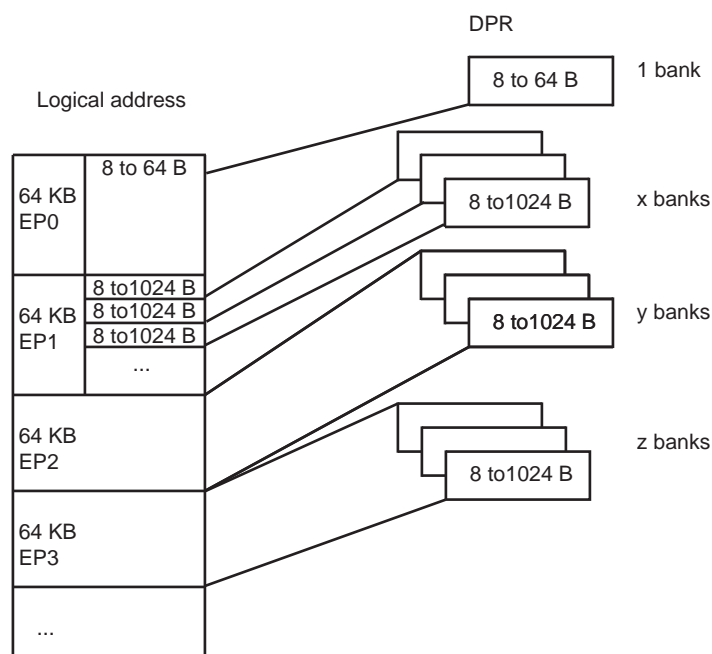 DPR
8 to 64 B
1 bank
Logical address
64 KB
EP0
8 to 64 B
8 to1024 B
x banks
64 KB
EP1
8 to1024 B
8 to1024 B
8 to1024 B
...
8 to1024 B
y banks
64 KB
EP2
8 to1024 B
z banks
64 KB
EP3
...